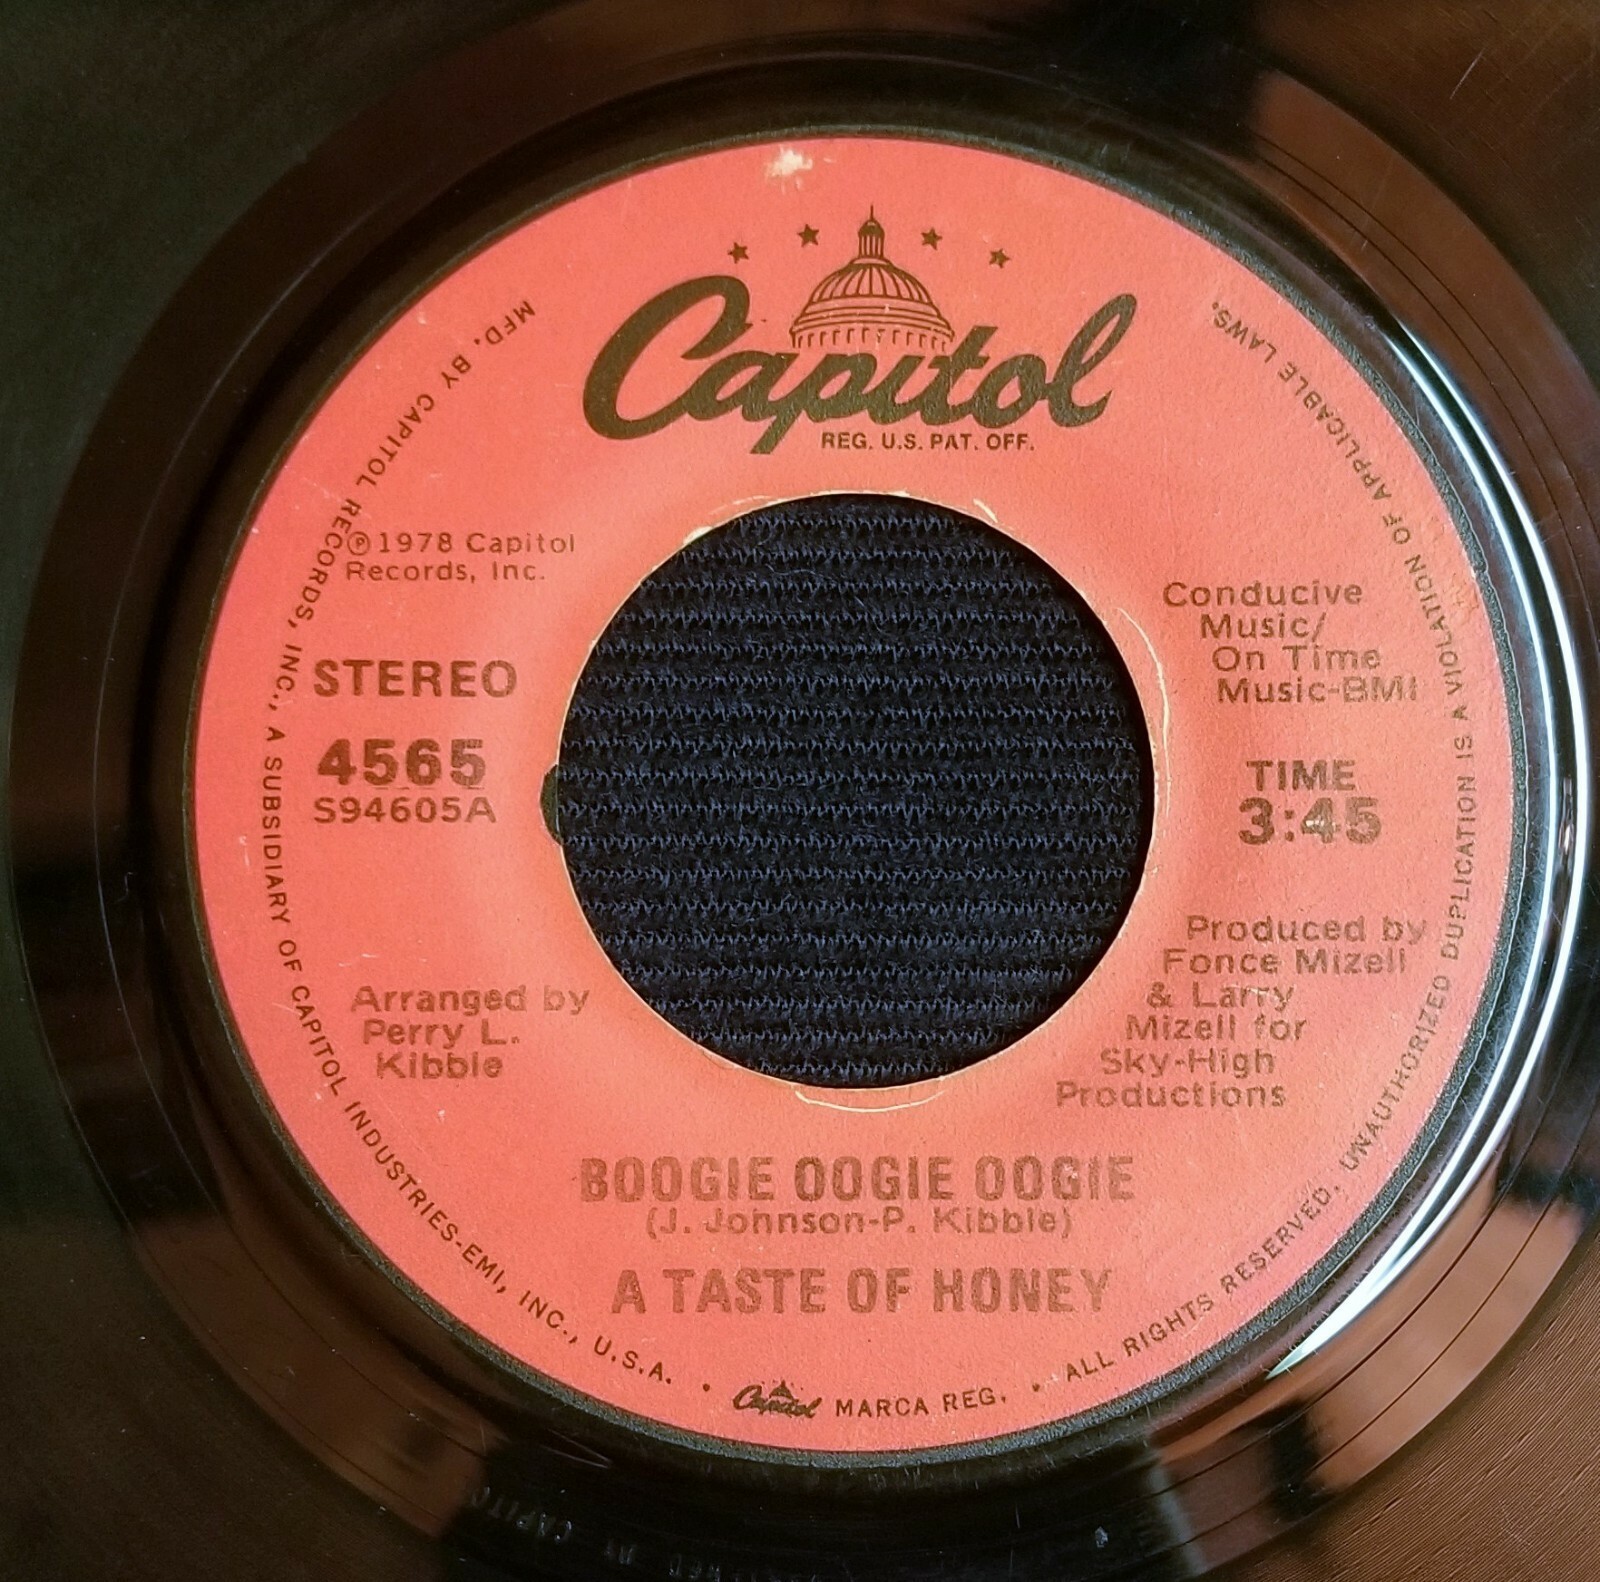 Capitol
REG. U.S. PAT. OFF.
℗ 1978 Capitol
Records, Inc.
STEREO
4565
S94605A
Conducive
Music/
On Time
Music-BMI
TIME
3:45
Arranged by
Perry L.
Kibble
Produced by
Fonce Mizell
& Larry
Mizell for
Sky-High
Productions
BOOGIE OOGIE OOGIE
(J. Johnson-P. Kibble)
A TASTE OF HONEY
MFD. BY CAPITOL RECORDS, INC., A SUBSIDIARY OF CAPITOL INDUSTRIES-EMI, INC., U.S.A. • Capitol MARCA REG. • ALL RIGHTS RESERVED. UNAUTHORIZED DUPLICATION IS A VIOLATION OF APPLICABLE LAWS.